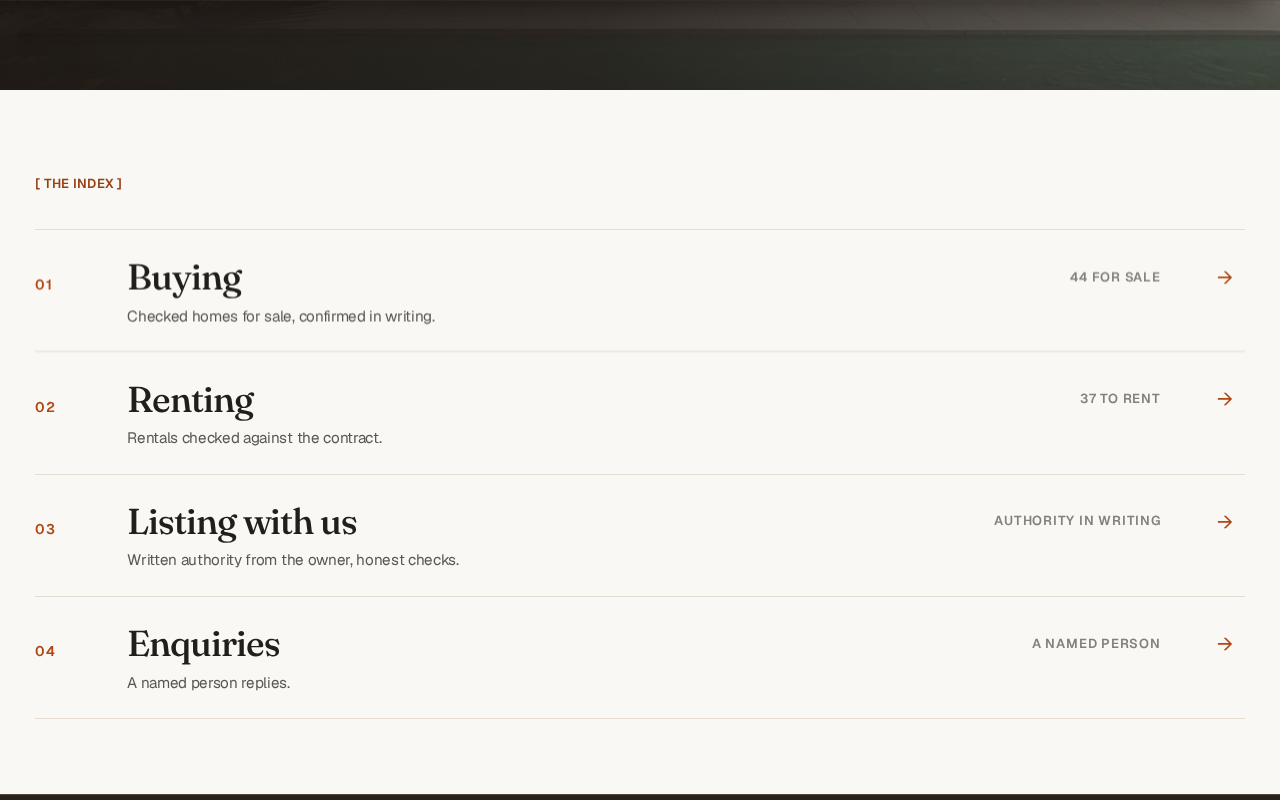 [ THE INDEX ]
01
Buying
44 FOR SALE
Checked homes for sale, confirmed in writing.
02
Renting
37 TO RENT
Rentals checked against the contract.
03
Listing with us
AUTHORITY IN WRITING
Written authority from the owner, honest checks.
04
Enquiries
A NAMED PERSON
A named person replies.